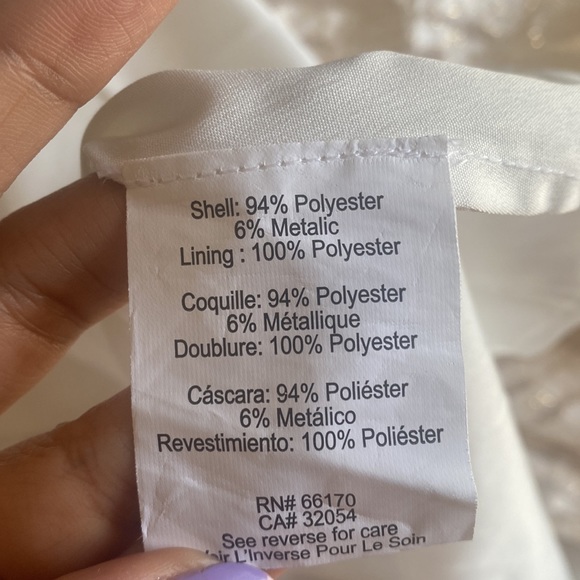 Shell: 94% Polyester
6% Metalic
Lining : 100% Polyester
Coquille: 94% Polyester
6% Métallique
Doublure: 100% Polyester
Cáscara: 94% Poliéster
6% Metálico
Revestimiento: 100% Poliéster
RN# 66170
CA# 32054
See reverse for care
L'Inverse Pour Le Soin